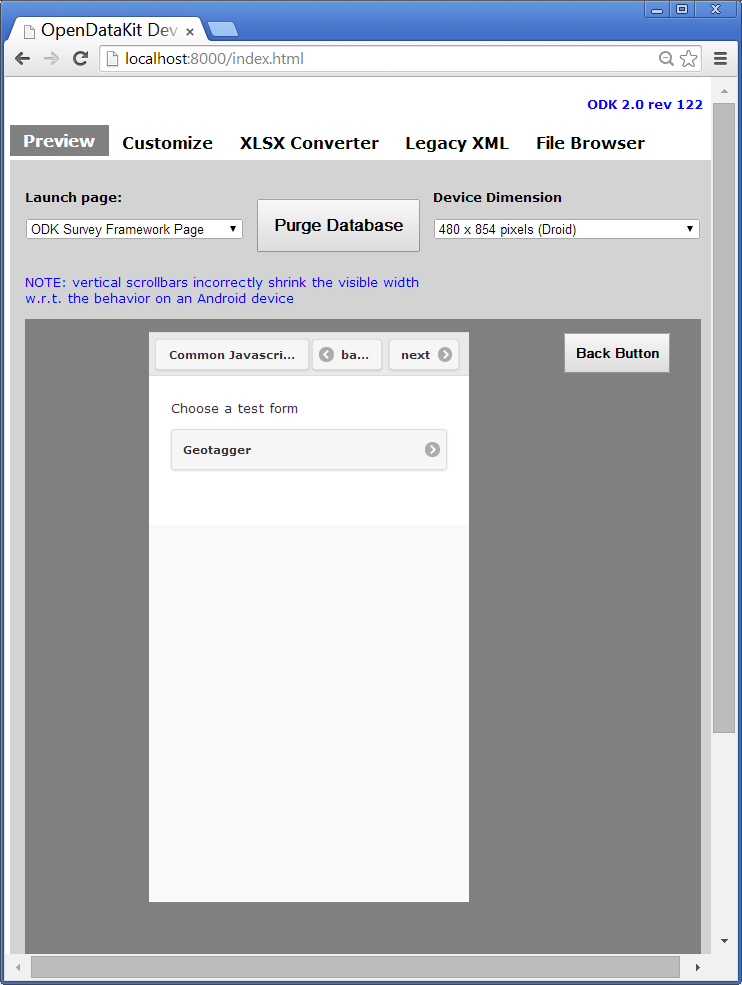 OpenDataKit Dev
localhost:8000/index.html
ODK 2.0 rev 122
Preview Customize XLSX Converter Legacy XML File Browser
Launch page:
Device Dimension
ODK Survey Framework Page
Purge Database
480 x 854 pixels (Droid)
NOTE: vertical scrollbars incorrectly shrink the visible width
w.r.t. the behavior on an Android device
Common Javascri... ba... next
Back Button
Choose a test form
Geotagger